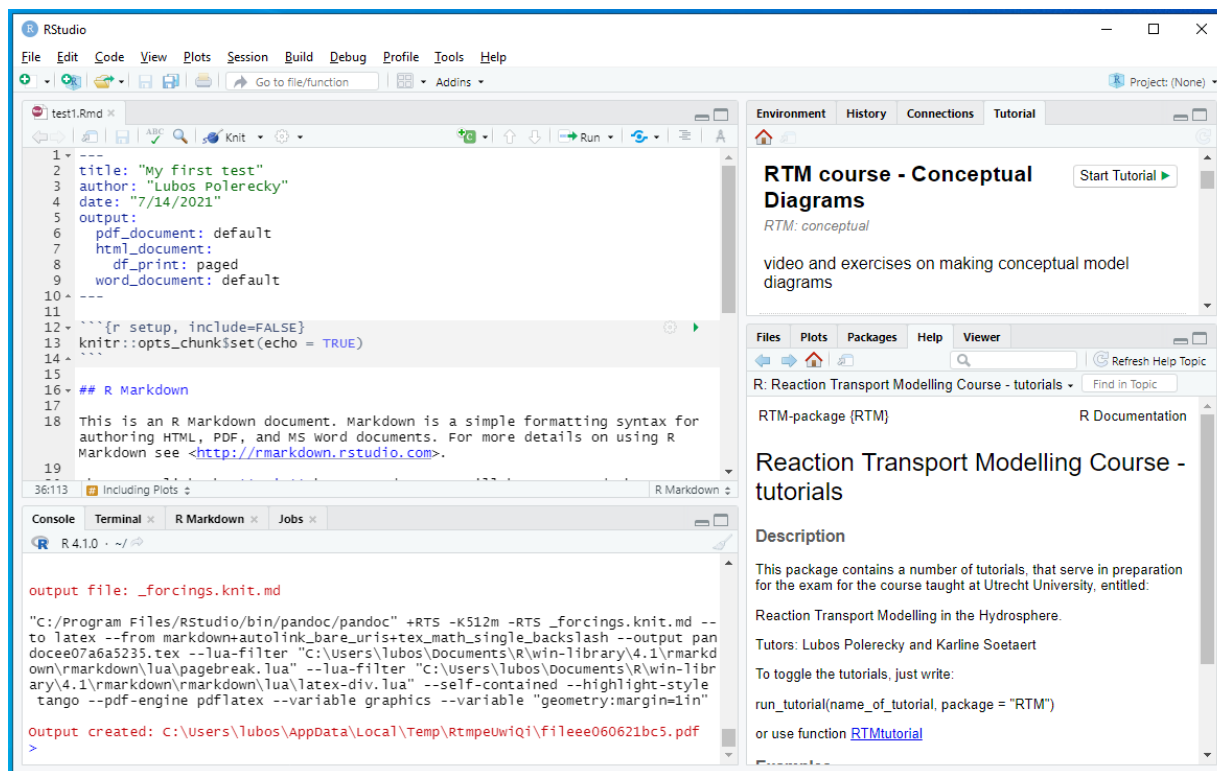 RStudio
File Edit Code View Plots Session Build Debug Profile Tools Help
Go to file/function Addins Project: (None)
test1.Rmd
ABC Knit Run
1 ---
2 title: "My first test"
3 author: "Lubos Polerecky"
4 date: "7/14/2021"
5 output:
6 pdf_document: default
7 html_document:
8 df_print: paged
9 word_document: default
10 ---
11
12 ```{r setup, include=FALSE}
13 knitr::opts_chunk$set(echo = TRUE)
14 ```
15
16 ## R Markdown
17
18 This is an R Markdown document. Markdown is a simple formatting syntax for
authoring HTML, PDF, and MS Word documents. For more details on using R
Markdown see <http://rmarkdown.rstudio.com>.
19
36:113 # Including Plots R Markdown
Console Terminal R Markdown Jobs
R 4.1.0 · ~/
output file: _forcings.knit.md
"C:/Program Files/RStudio/bin/pandoc/pandoc" +RTS -K512m -RTS _forcings.knit.md --
to latex --from markdown+autolink_bare_uris+tex_math_single_backslash --output pan
docee07a6a5235.tex --lua-filter "C:\Users\lubos\Documents\R\win-library\4.1\rmarkd
own\rmarkdown\lua\pagebreak.lua" --lua-filter "C:\Users\lubos\Documents\R\win-libr
ary\4.1\rmarkdown\rmarkdown\lua\latex-div.lua" --self-contained --highlight-style
tango --pdf-engine pdflatex --variable graphics --variable "geometry:margin=1in"
Output created: C:\Users\lubos\AppData\Local\Temp\RtmpeUwiQi\fileee060621bc5.pdf
>
Environment History Connections Tutorial
RTM course - Conceptual
Diagrams
Start Tutorial
RTM: conceptual
video and exercises on making conceptual model
diagrams
Files Plots Packages Help Viewer
Refresh Help Topic
R: Reaction Transport Modelling Course - tutorials Find in Topic
RTM-package {RTM} R Documentation
Reaction Transport Modelling Course -
tutorials
Description
This package contains a number of tutorials, that serve in preparation
for the exam for the course taught at Utrecht University, entitled:
Reaction Transport Modelling in the Hydrosphere.
Tutors: Lubos Polerecky and Karline Soetaert
To toggle the tutorials, just write:
run_tutorial(name_of_tutorial, package = "RTM")
or use function RTMtutorial